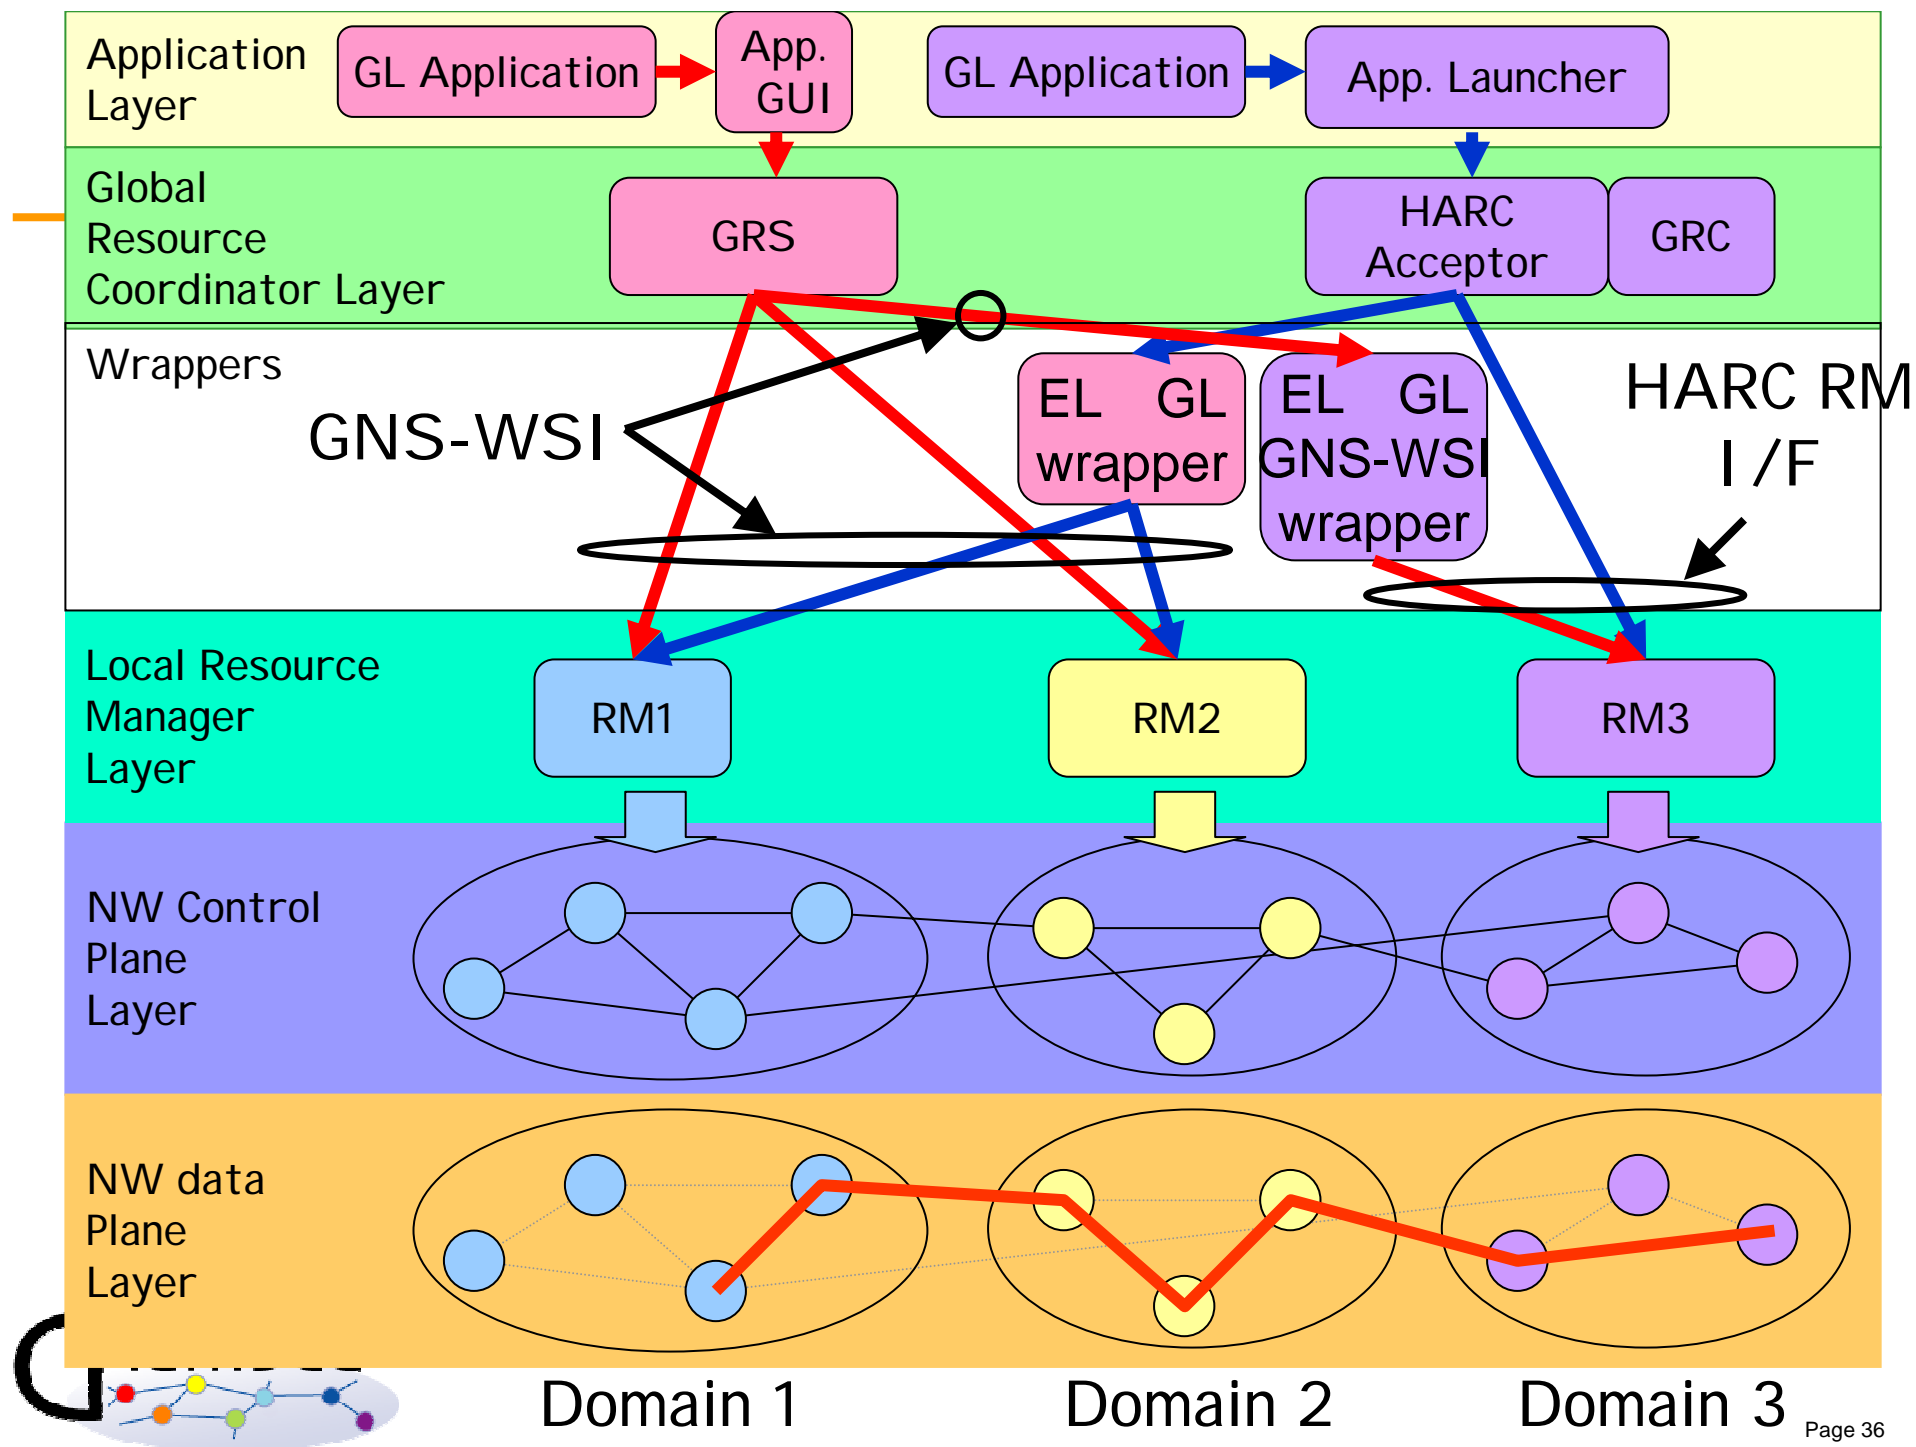 Application
Layer
GL Application
App.
GUI
GL Application
App. Launcher
Global
Resource
Coordinator Layer
GRS
HARC
Acceptor
GRC
Wrappers
GNS-WSI
EL GL
wrapper
EL GL
GNS-WSI
wrapper
HARC RM
I/F
Local Resource
Manager
Layer
RM1
RM2
RM3
NW Control
Plane
Layer
NW data
Plane
Layer
Domain 1
Domain 2
Domain 3
Page 36